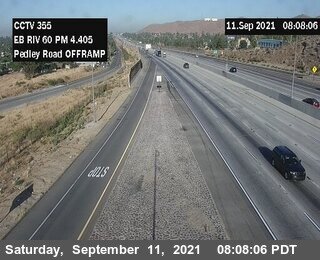 CCTV 355
EB RIV 60 PM 4.405
Pedley Road OFFRAMP
11.Sep 2021 08:08:06
STOP
Saturday, September 11, 2021 08:08:06 PDT